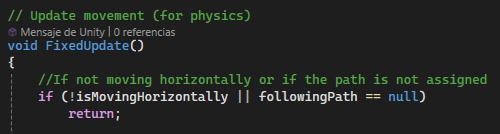 // Update movement (for physics)
Mensaje de Unity | 0 referencias
void FixedUpdate()
{
//If not moving horizontally or if the path is not assigned
if (!isMovingHorizontally || followingPath == null)
return;